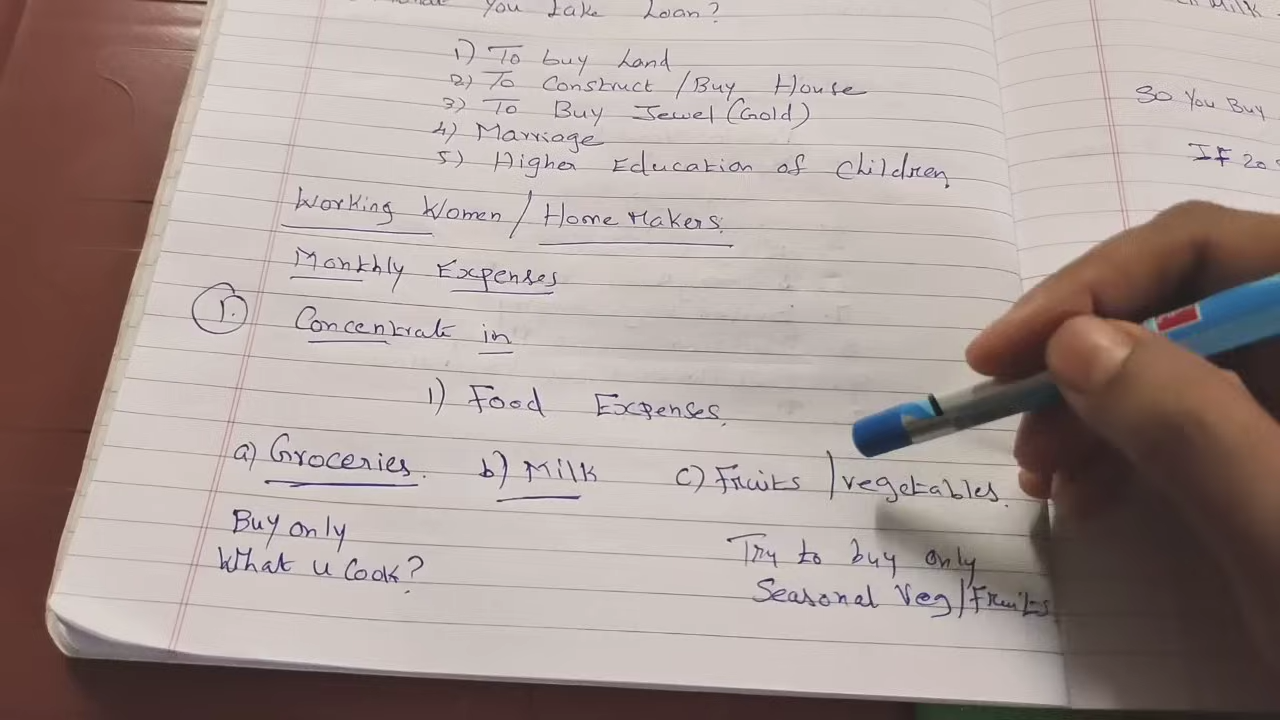 You take Loan?
1) To buy Land
2) To Construct / Buy House
3) To Buy Jewel (Gold)
4) Marriage
5) Higher Education of Children
Working Women / Home Makers.
Monthly Expenses
1. Concentrate in
1) Food Expenses.
a) Groceries. b) Milk c) Fruits / vegetables.
Buy only
What u Cook?
Try to buy only
Seasonal Veg/Fruits
Milk
So You Buy
IF 20